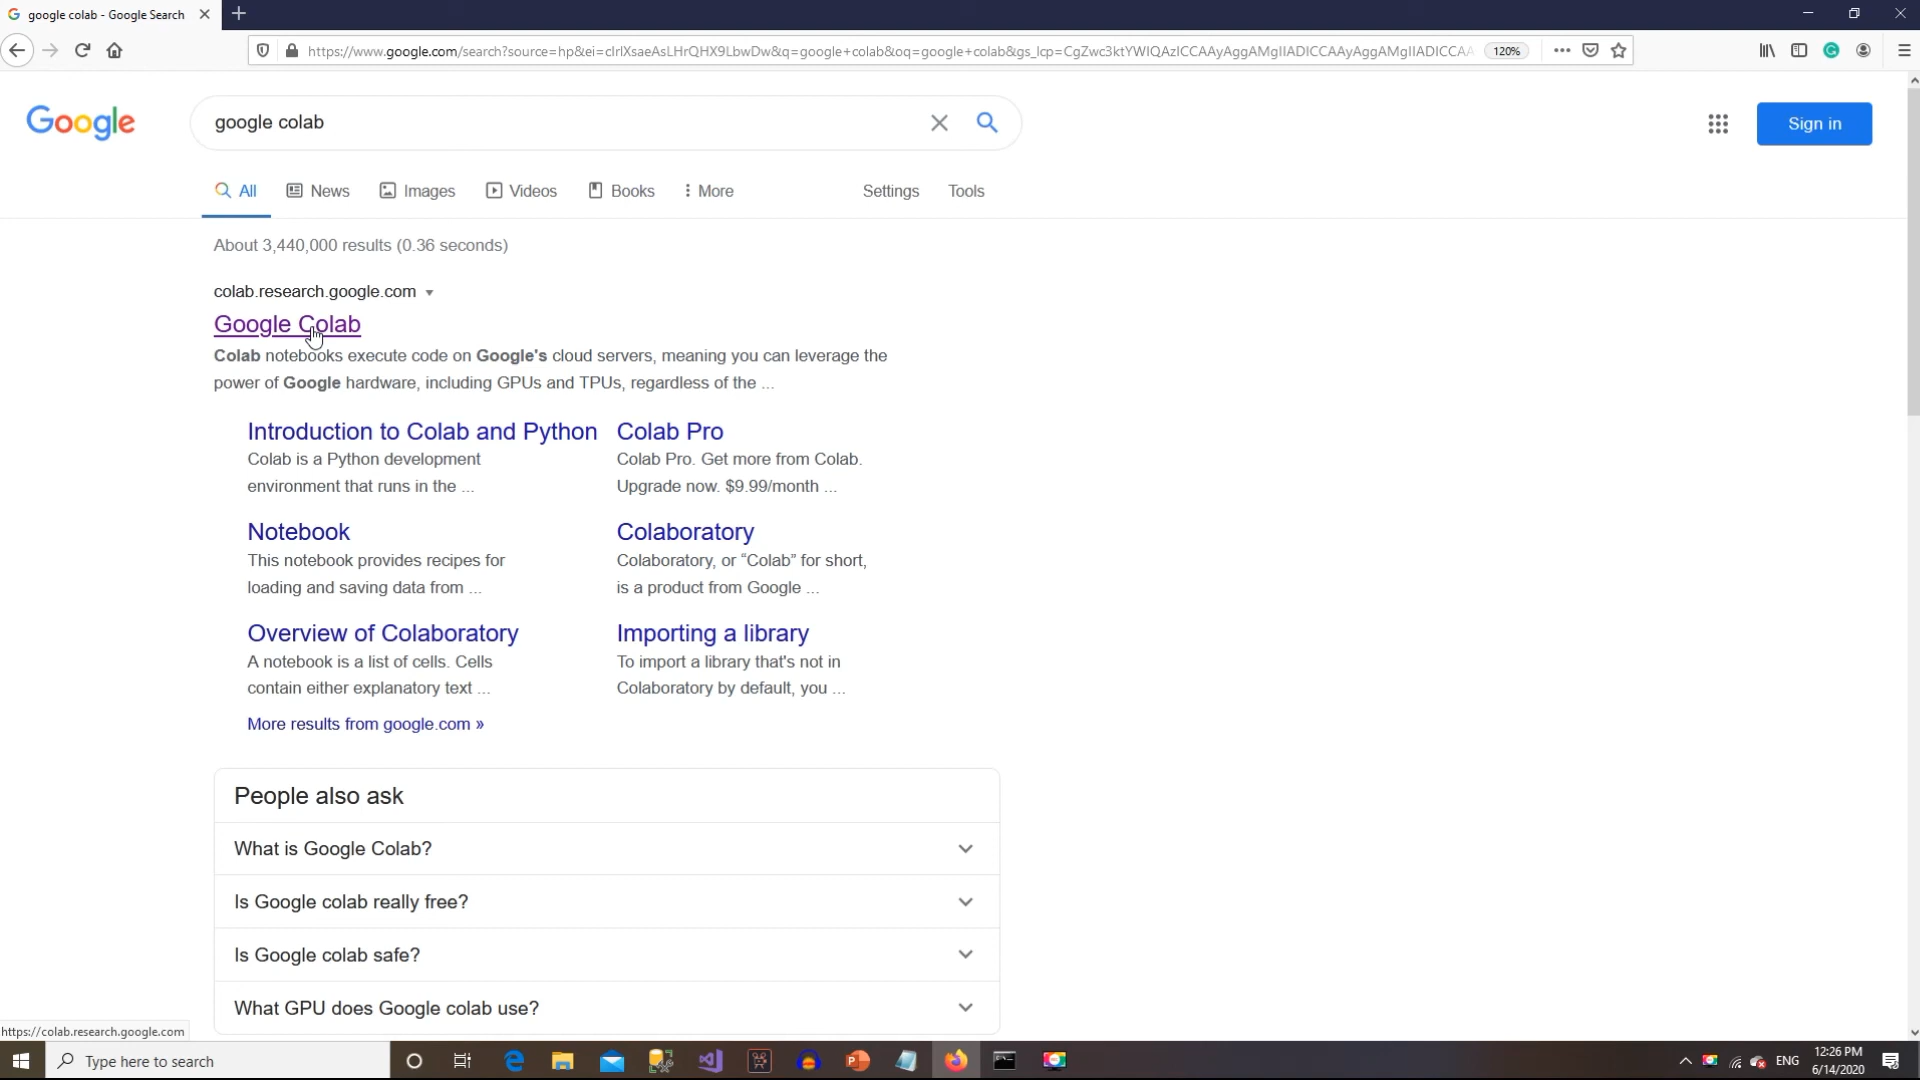 google colab - Google Search
https://www.google.com/search?source=hp&ei=cIrlXsaeAsLHrQHX9LbwDw&q=google+colab&oq=google+colab&gs_lcp=CgZwc3ktYWIQAzICCAAyAggAMgIIADICCAAyAggAMgIIADICCAA
120%
Google
google colab
Sign in
All
News
Images
Videos
Books
More
Settings
Tools
About 3,440,000 results (0.36 seconds)
colab.research.google.com
Google Colab
Colab notebooks execute code on Google's cloud servers, meaning you can leverage the
power of Google hardware, including GPUs and TPUs, regardless of the ...
Introduction to Colab and Python
Colab is a Python development
environment that runs in the ...
Colab Pro
Colab Pro. Get more from Colab.
Upgrade now. $9.99/month ...
Notebook
This notebook provides recipes for
loading and saving data from ...
Colaboratory
Colaboratory, or “Colab” for short,
is a product from Google ...
Overview of Colaboratory
A notebook is a list of cells. Cells
contain either explanatory text ...
Importing a library
To import a library that's not in
Colaboratory by default, you ...
More results from google.com »
People also ask
What is Google Colab?
Is Google colab really free?
Is Google colab safe?
What GPU does Google colab use?
https://colab.research.google.com
Type here to search
ENG
12:26 PM
6/14/2020